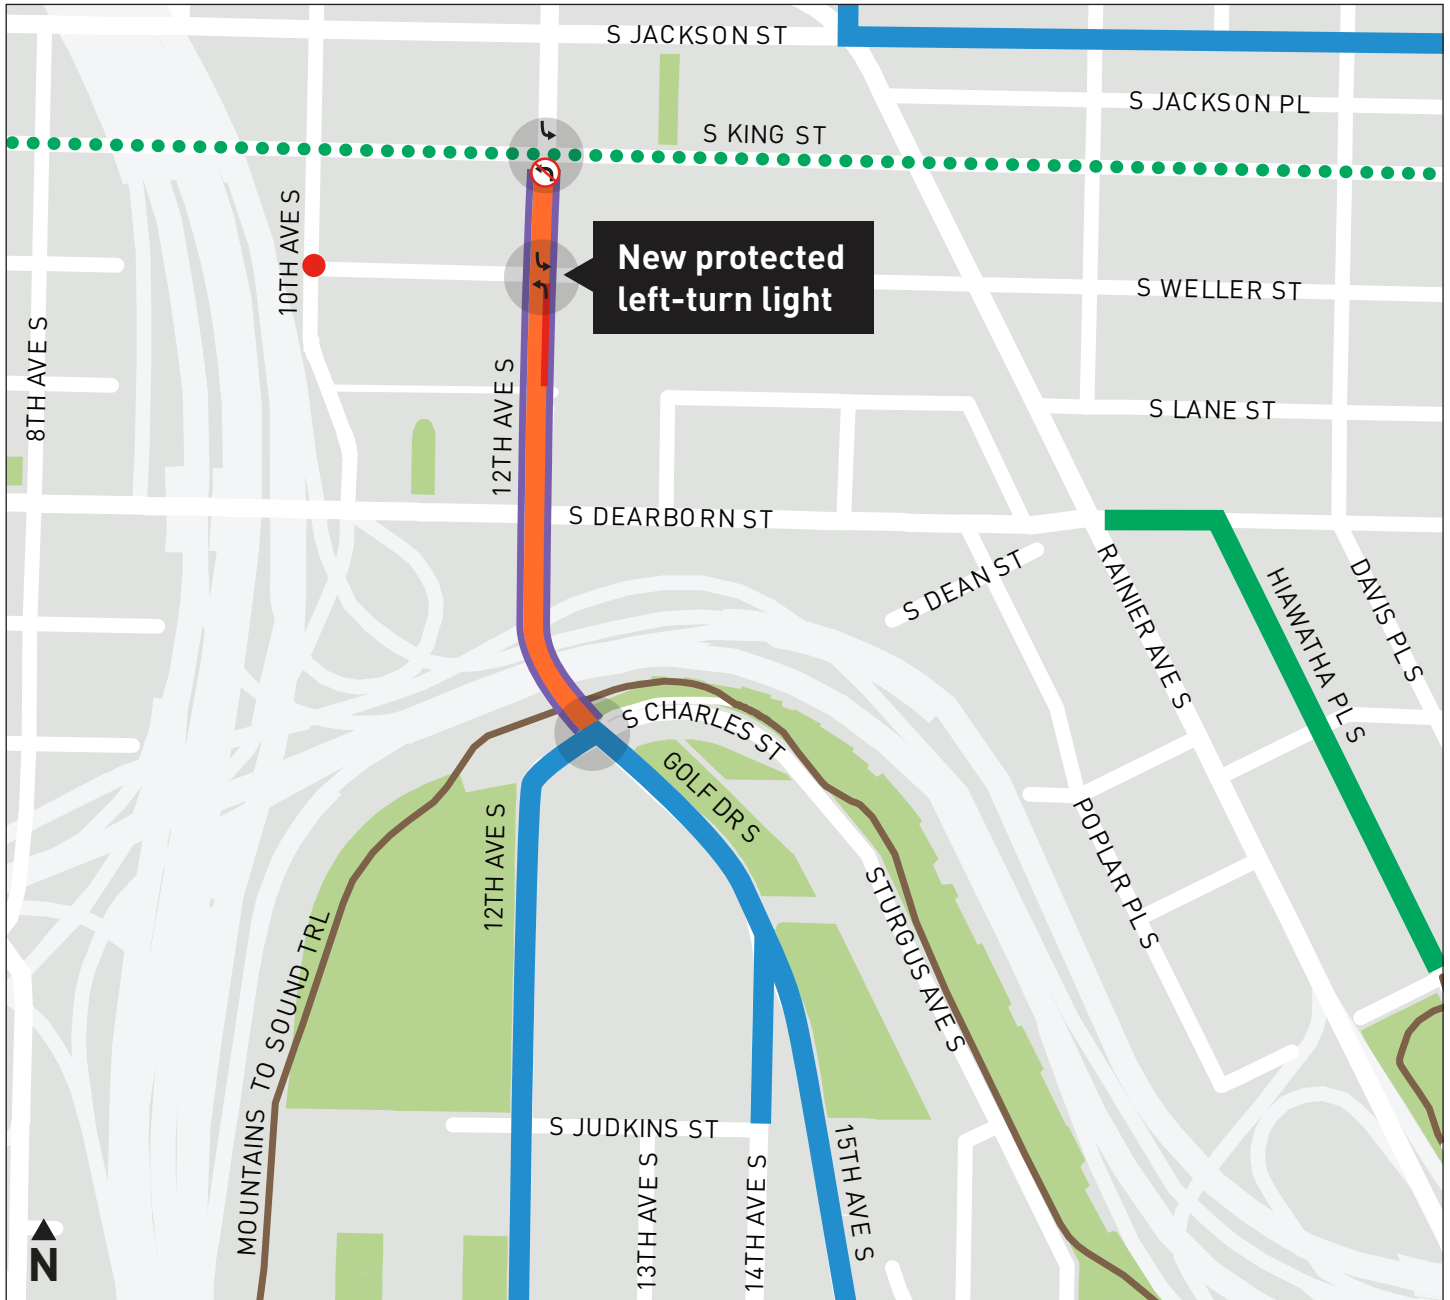 S JACKSON ST
S JACKSON PL
S KING ST
10TH AVE S
New protected
left-turn light
S WELLER ST
8TH AVE S
12TH AVE S
S LANE ST
S DEARBORN ST
S DEAN ST
RAINIER AVE S
HIAWATHA PL S
DAVIS PL S
S CHARLES ST
GOLF DR S
12TH AVE S
POPLAR PL S
STURGUS AVE S
MOUNTAINS TO SOUND TRL
S JUDKINS ST
13TH AVE S
14TH AVE S
15TH AVE S
N